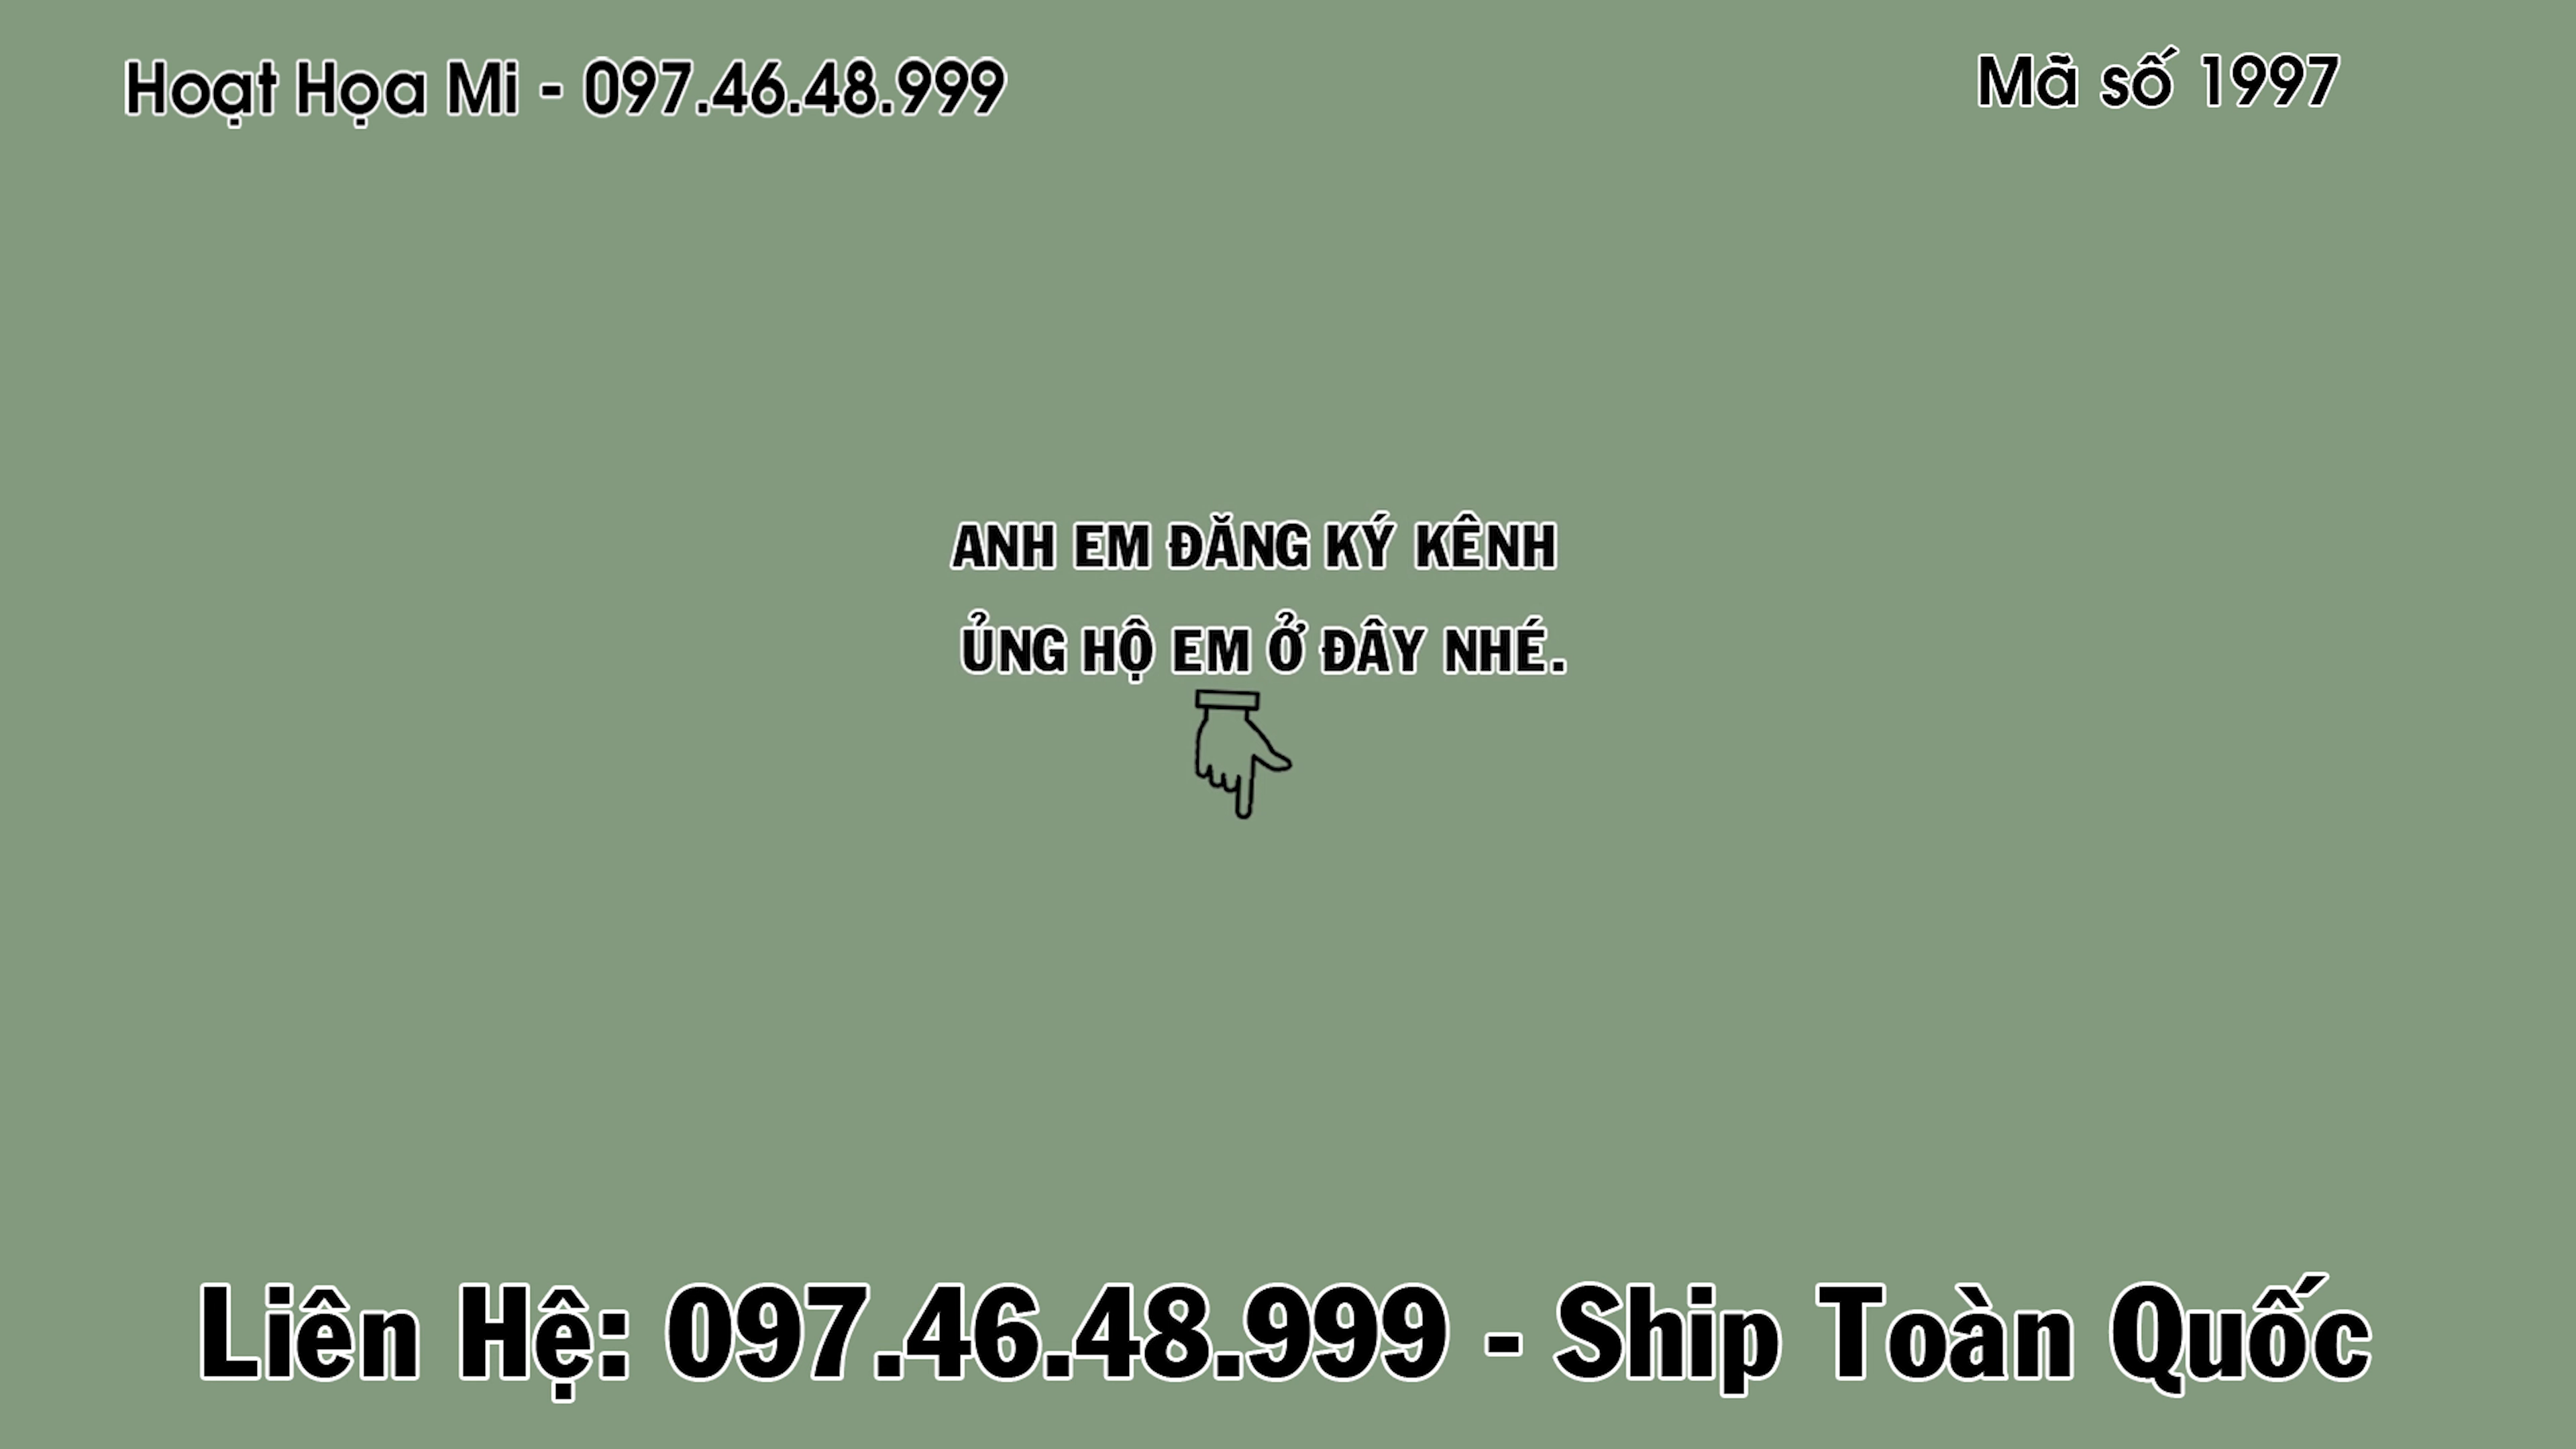 Hoạt Họa Mi - 097.46.48.999
Mã số 1997
ANH EM ĐĂNG KÝ KÊNH
ỦNG HỘ EM Ở ĐÂY NHÉ.
Liên Hệ: 097.46.48.999 - Ship Toàn Quốc